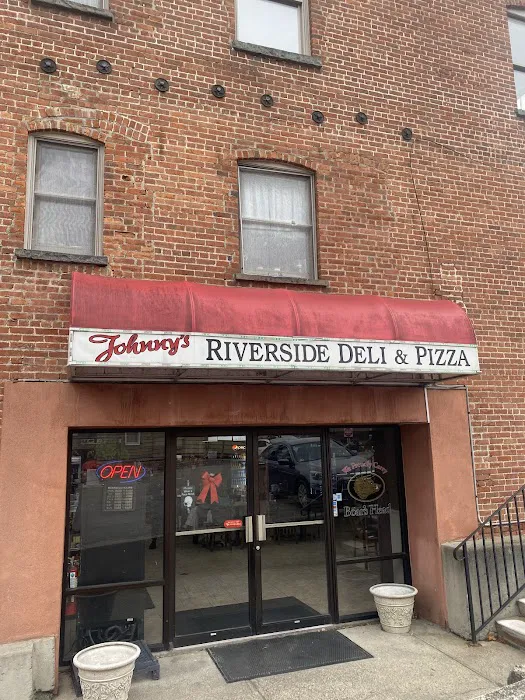 Johnny's RIVERSIDE DELI & PIZZA
OPEN
Boar's Head